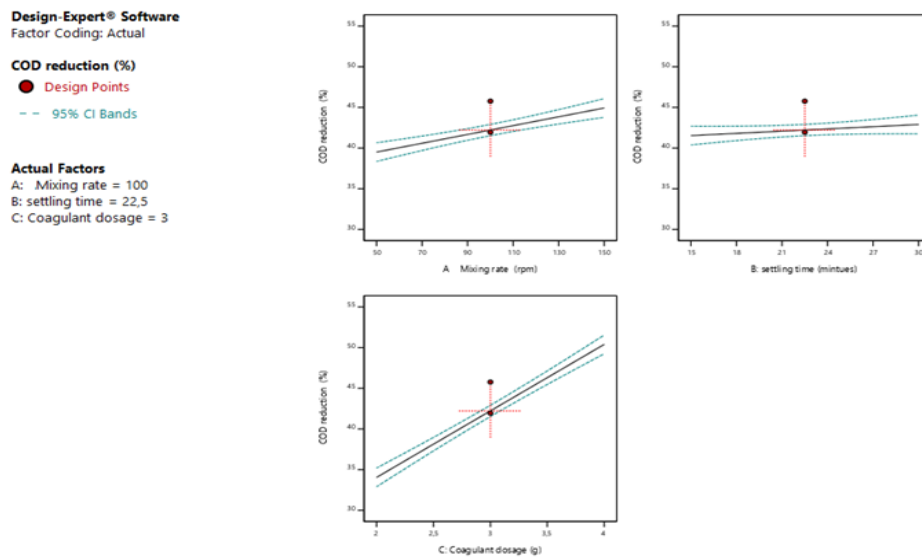 Design-Expert® Software
Factor Coding: Actual
COD reduction (%)
Design Points
95% CI Bands
Actual Factors
A: .Mixing rate = 100
B: settling time = 22,5
C: Coagulant dosage = 3
55
50
45
40
35
30
COD reduction (%)
50 70 90 110 130 150
A Mixing rate (rpm)
55
50
45
40
35
30
COD reduction (%)
15 18 21 24 27 30
B: settling time (mintues)
55
50
45
40
35
30
COD reduction (%)
2 2,5 3 3,5 4
C: Coagulant dosage (g)